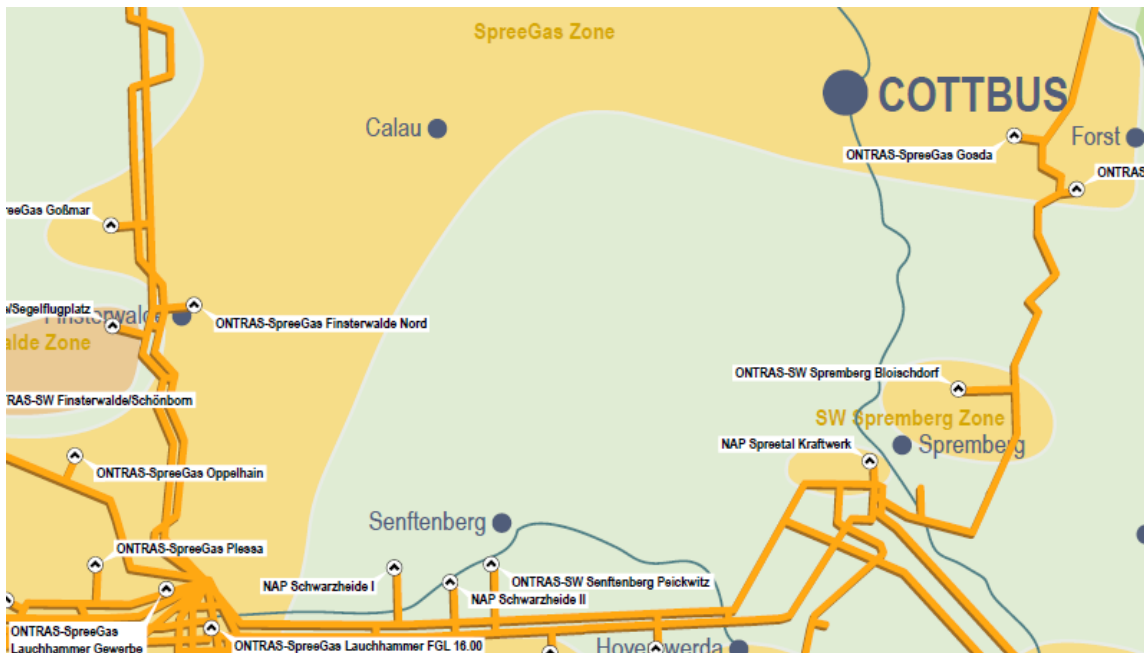 SpreeGas Zone
COTTBUS
Calau
Forst
ONTRAS-SpreeGas Gosda
ONTRAS
reeGas Goßmar
/Segelflugplatz
Finsterwalde
ONTRAS-SpreeGas Finsterwalde Nord
alde Zone
ONTRAS-SW Spremberg Bloischdorf
TRAS-SW Finsterwalde/Schönborn
SW Spremberg Zone
NAP Spreetal Kraftwerk
Spremberg
ONTRAS-SpreeGas Oppelhain
Senftenberg
ONTRAS-SpreeGas Plessa
NAP Schwarzheide I
ONTRAS-SW Senftenberg Peickwitz
NAP Schwarzheide II
ONTRAS-SpreeGas
Lauchhammer Gewerbe
ONTRAS-SpreeGas Lauchhammer FGL 16.00
Hoyerswerda